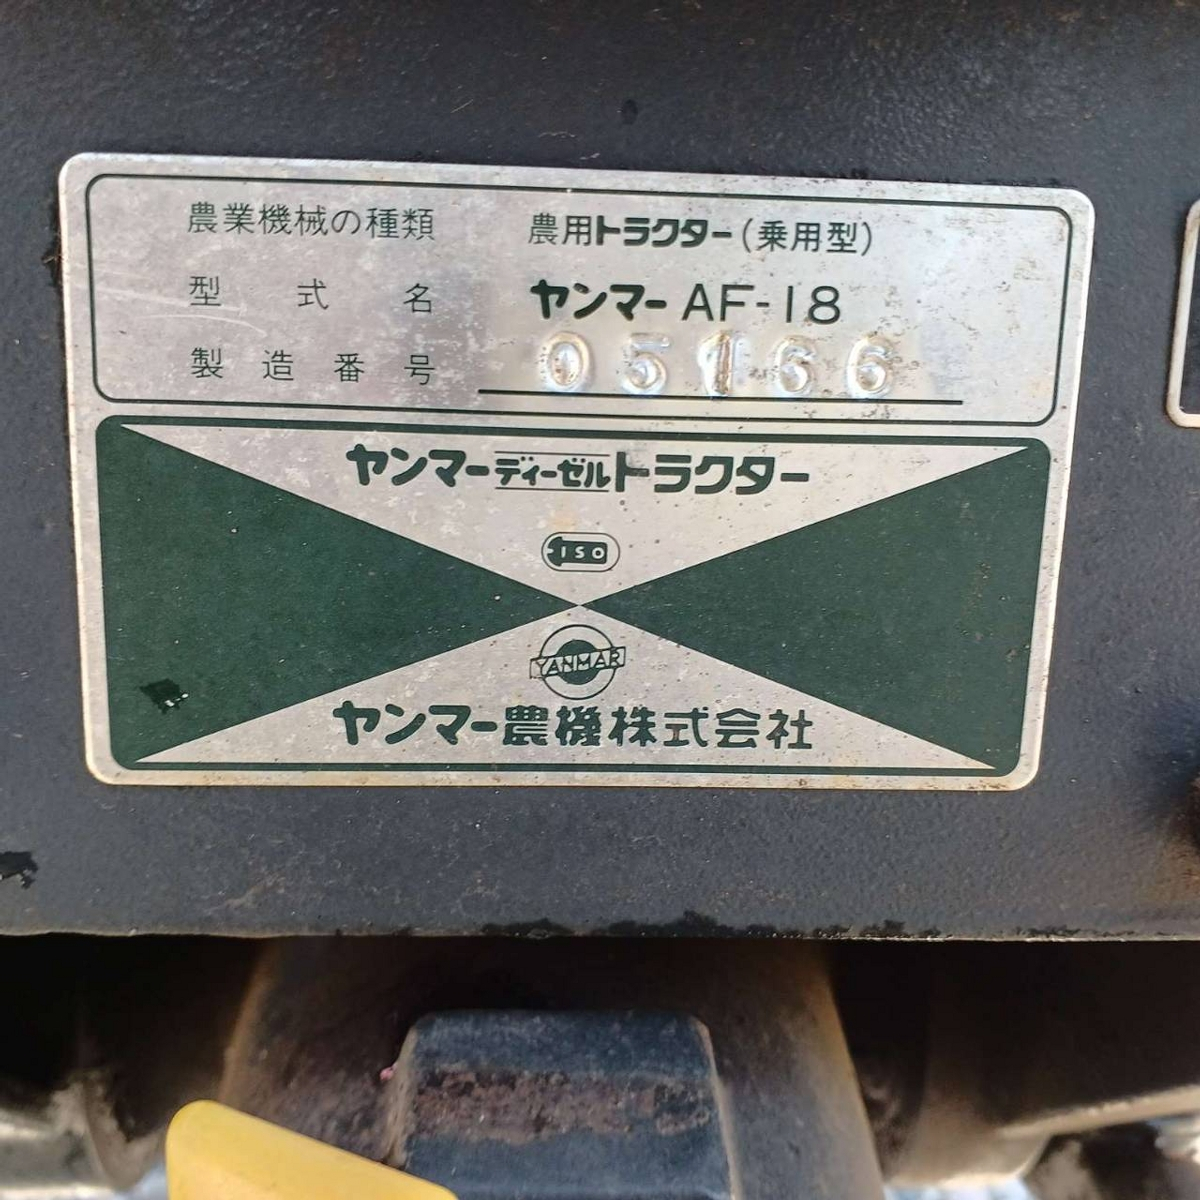 農業機械の種類 農用トラクター(乗用型)
型式名 ヤンマー AF-18
製造番号 05166
ヤンマーディーゼルトラクター
ISO
YANMAR
ヤンマー農機株式会社